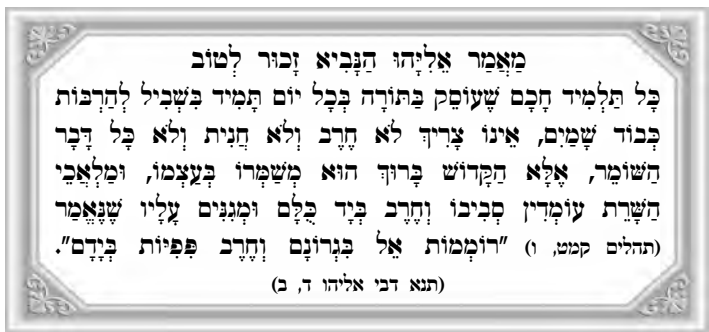 מַאֲמַר אֵלִיָּהוּ הַנָּבִיא זָכוּר לְטוֹב
כָּל תַּלְמִיד חָכָם שֶׁעוֹסֵק בַּתּוֹרָה בְּכָל יוֹם תָּמִיד בִּשְׁבִיל לְהַרְבּוֹת
כְּבוֹד שָׁמַיִם, אֵינוֹ צָרִיךְ לֹא חֶרֶב וְלֹא חֲנִית וְלֹא כָּל דָּבָר
הַשּׁוֹמֵר, אֶלָּא הַקָּדוֹשׁ בָּרוּךְ הוּא מְשַׁמְּרוֹ בְּעַצְמוֹ, וּמַלְאֲכֵי
הַשָּׁרֵת עוֹמְדִין סְבִיבוֹ וְחֶרֶב בְּיַד כֻּלָּם וּמְגִנִּים עָלָיו שֶׁנֶּאֱמַר
(תהלים קמט, ו) "רוֹמְמוֹת אֵל בִּגְרוֹנָם וְחֶרֶב פִּפִיּוֹת בְּיָדָם".
(תנא דבי אליהו ד, ב)